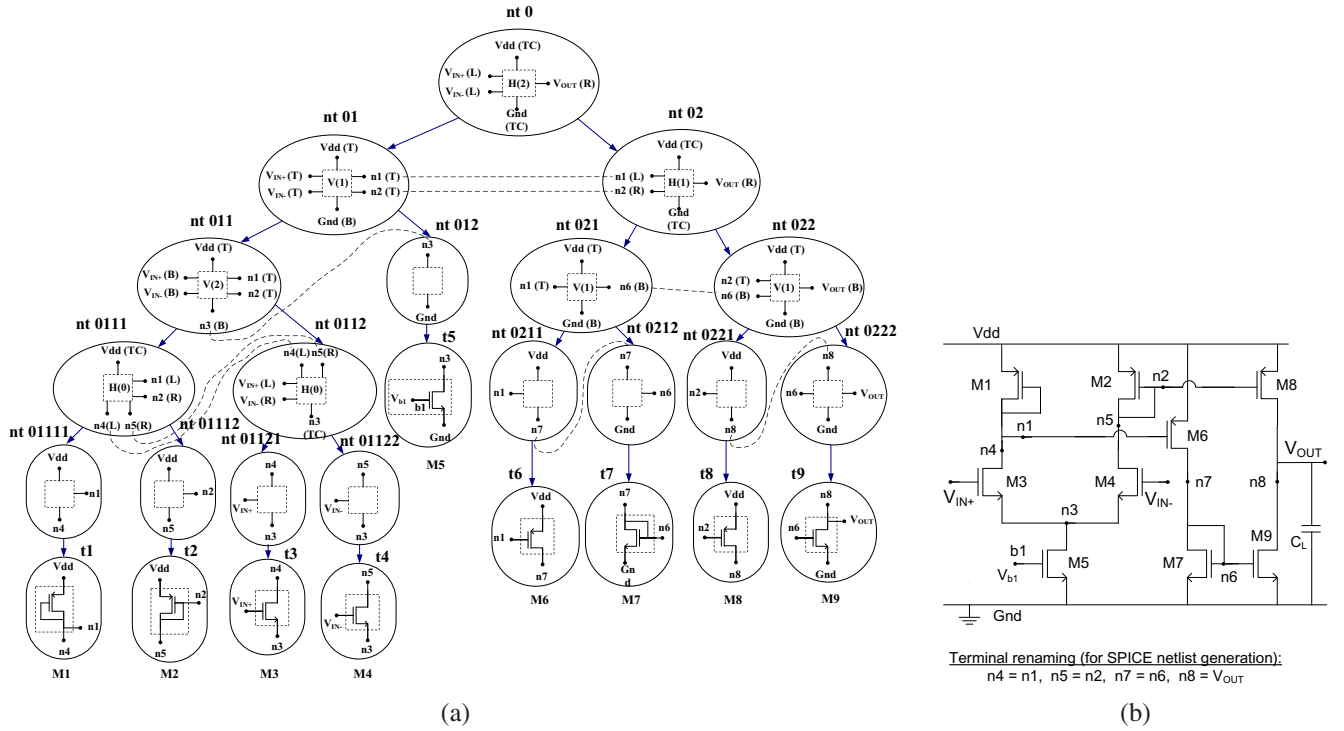 nt 0
Vdd (TC)
VIN+ (L)
VIN- (L)
H(2)
VOUT (R)
Gnd
(TC)
nt 01
Vdd (T)
VIN+ (T)
VIN- (T)
V(1)
n1 (T)
n2 (T)
Gnd (B)
nt 02
Vdd (TC)
n1 (L)
n2 (R)
H(1)
VOUT (R)
Gnd
(TC)
nt 011
Vdd (T)
VIN+ (B)
VIN- (B)
V(2)
n1 (T)
n2 (T)
n3 (B)
nt 012
n3
Gnd
nt 021
Vdd (T)
n1 (T)
V(1)
n6 (B)
Gnd (B)
nt 022
Vdd (T)
n2 (T)
n6 (B)
V(1)
VOUT (B)
Gnd (B)
nt 0111
Vdd (TC)
H(0)
n1 (L)
n2 (R)
n4(L) n5(R)
nt 0112
n4(L) n5(R)
VIN+ (L)
VIN- (R)
H(0)
n3
(TC)
t5
n3
Vb1
b1
Gnd
M5
nt 0211
Vdd
n1
n7
nt 0212
n7
n6
Gnd
nt 0221
Vdd
n2
n8
nt 0222
n8
n6
VOUT
Gnd
nt 01111
Vdd
n1
n4
nt 01112
Vdd
n2
n5
nt 01121
n4
VIN+
n3
nt 01122
n5
VIN-
n3
t1
Vdd
n1
n4
M1
t2
Vdd
n2
n5
M2
t3
n4
VIN+
n3
M3
t4
n5
VIN-
n3
M4
t6
Vdd
n1
n7
M6
t7
n7
n6
Gn
d
M7
t8
Vdd
n2
n8
M8
t9
n8
n6
VOUT
Gnd
M9
(a)
Vdd
M1
M2
n2
M8
n5
n1
M6
n4
VOUT
M3
M4
n7
n8
VIN+
VIN-
n3
CL
b1
M5
M7
M9
n6
Vb1
Gnd
Terminal renaming (for SPICE netlist generation):
n4 = n1, n5 = n2, n7 = n6, n8 = VOUT
(b)